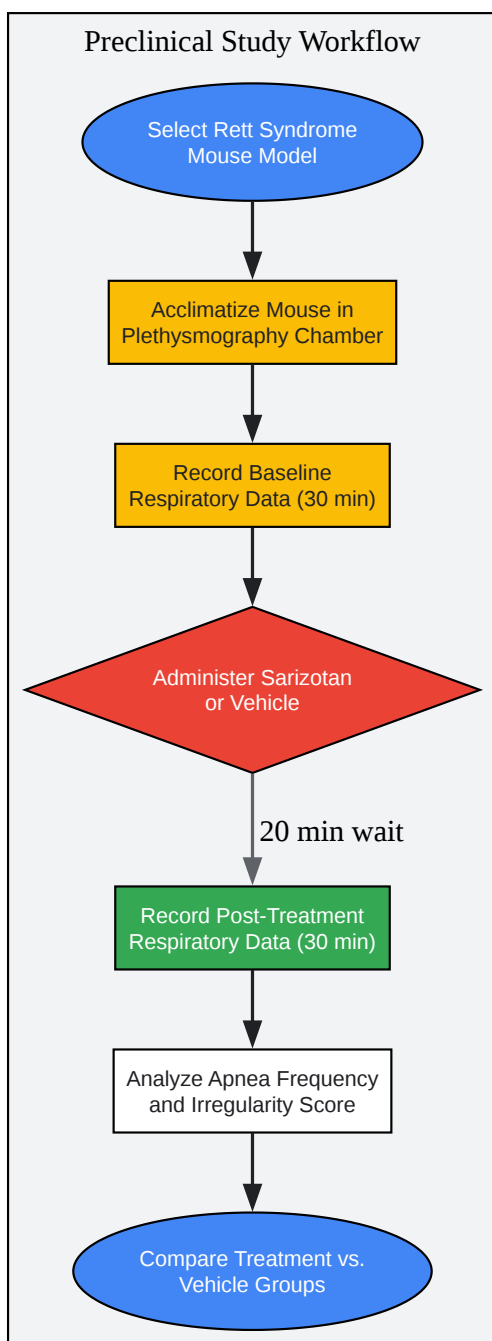 Preclinical Study Workflow
Select Rett Syndrome
Mouse Model
Acclimatize Mouse in
Plethysmography Chamber
Record Baseline
Respiratory Data (30 min)
Administer Sarizotan
or Vehicle
20 min wait
Record Post-Treatment
Respiratory Data (30 min)
Analyze Apnea Frequency
and Irregularity Score
Compare Treatment vs.
Vehicle Groups